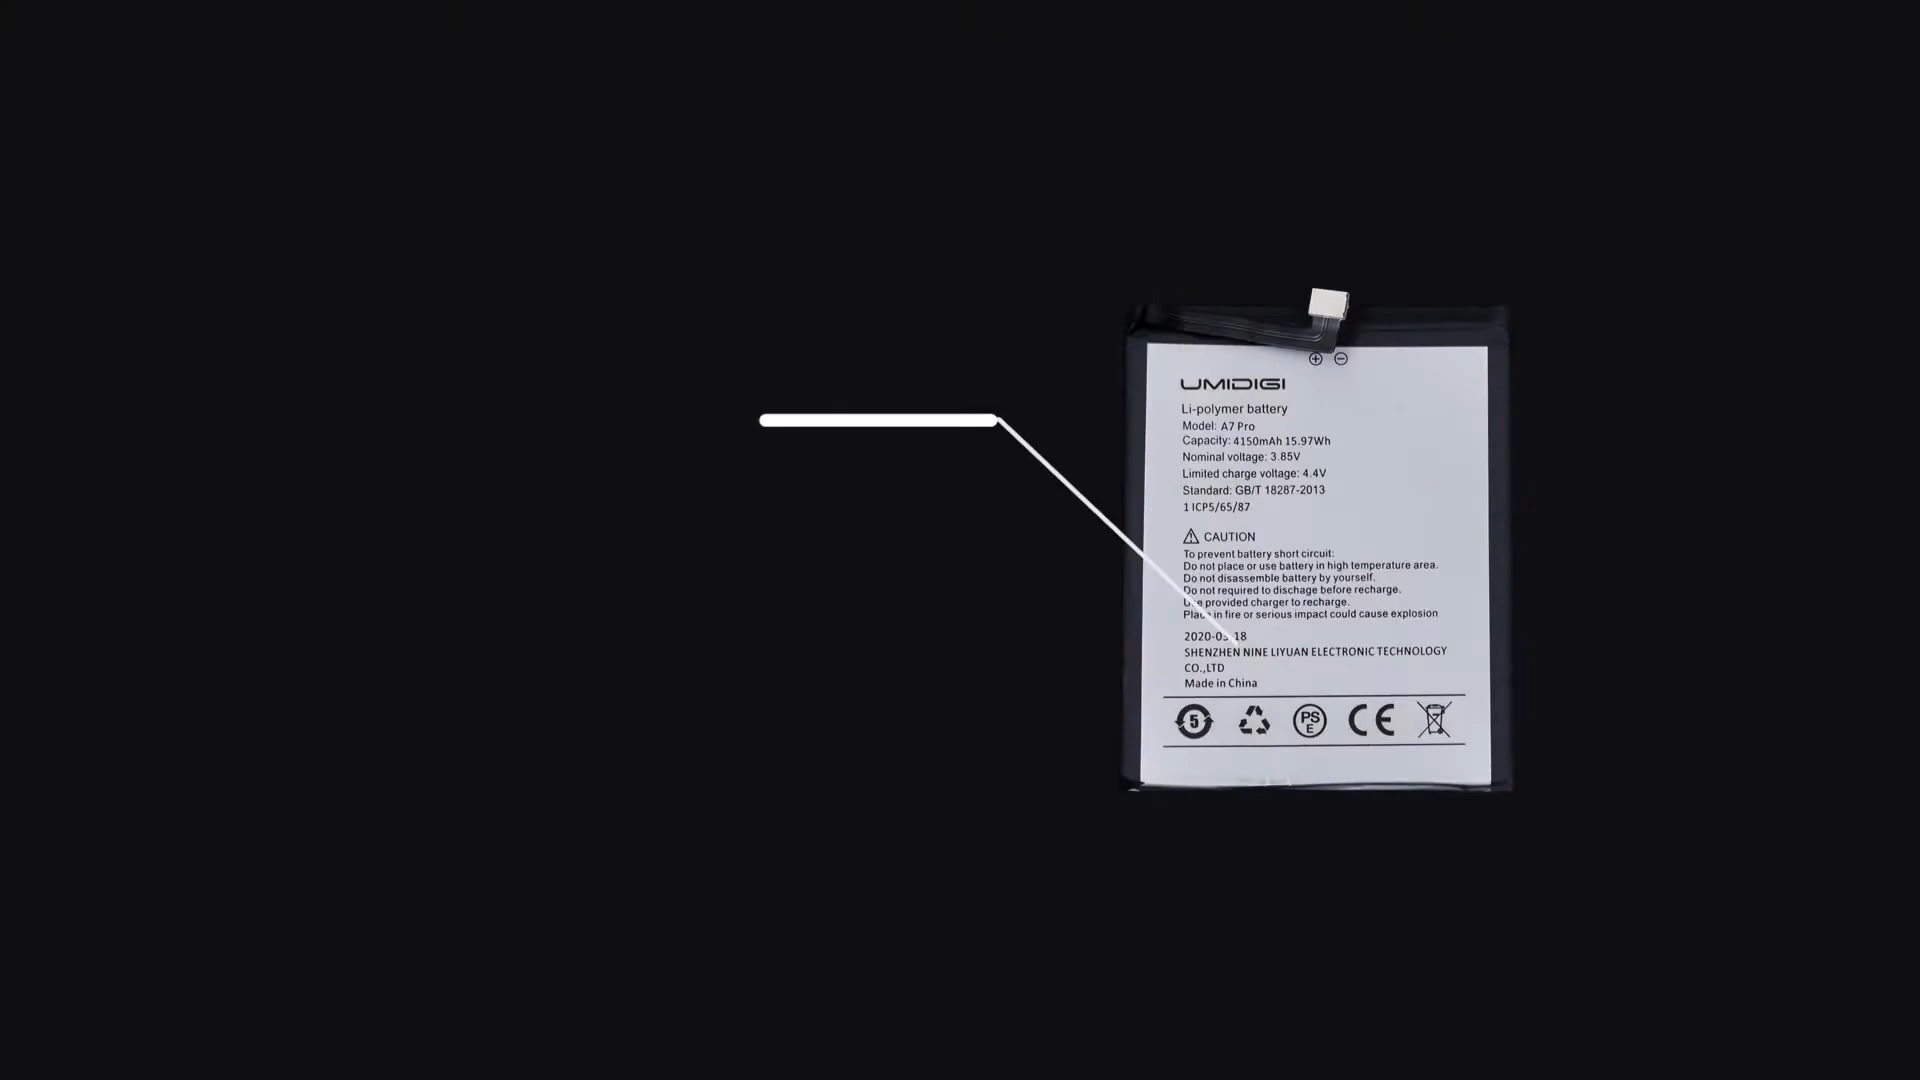 UMIDIGI
Li-polymer battery
Model: A7 Pro
Capacity: 4150mAh 15.97Wh
Nominal voltage: 3.85V
Limited charge voltage: 4.4V
Standard: GB/T 18287-2013
1 ICP5/65/87
CAUTION
To prevent battery short circuit:
Do not place or use battery in high temperature area.
Do not disassemble battery by yourself.
Do not required to dischage before recharge.
Use provided charger to recharge.
Place in fire or serious impact could cause explosion
SHENZHEN NINE LIYUAN ELECTRONIC TECHNOLOGY
CO.,LTD
Made in China
5
PS
E
CE